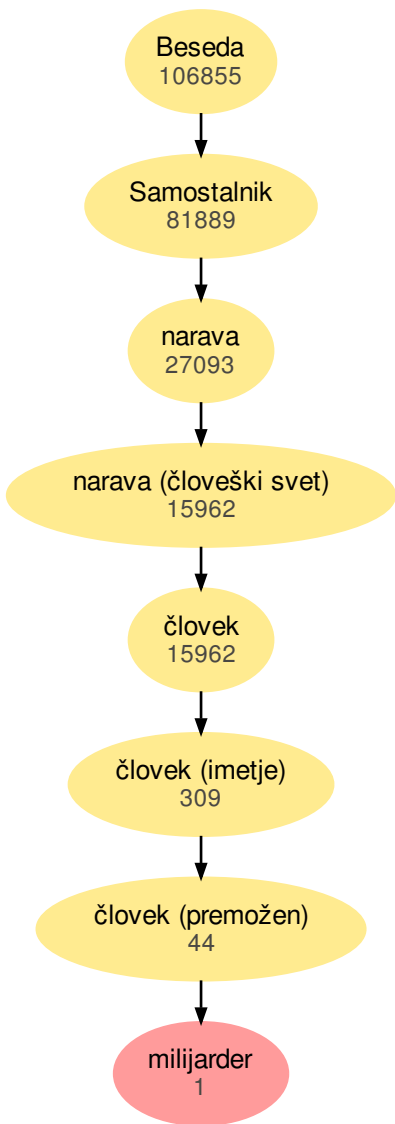 Beseda
106855
Samostalnik
81889
narava
27093
narava (človeški svet)
15962
človek
15962
človek (imetje)
309
človek (premožen)
44
milijarder
1